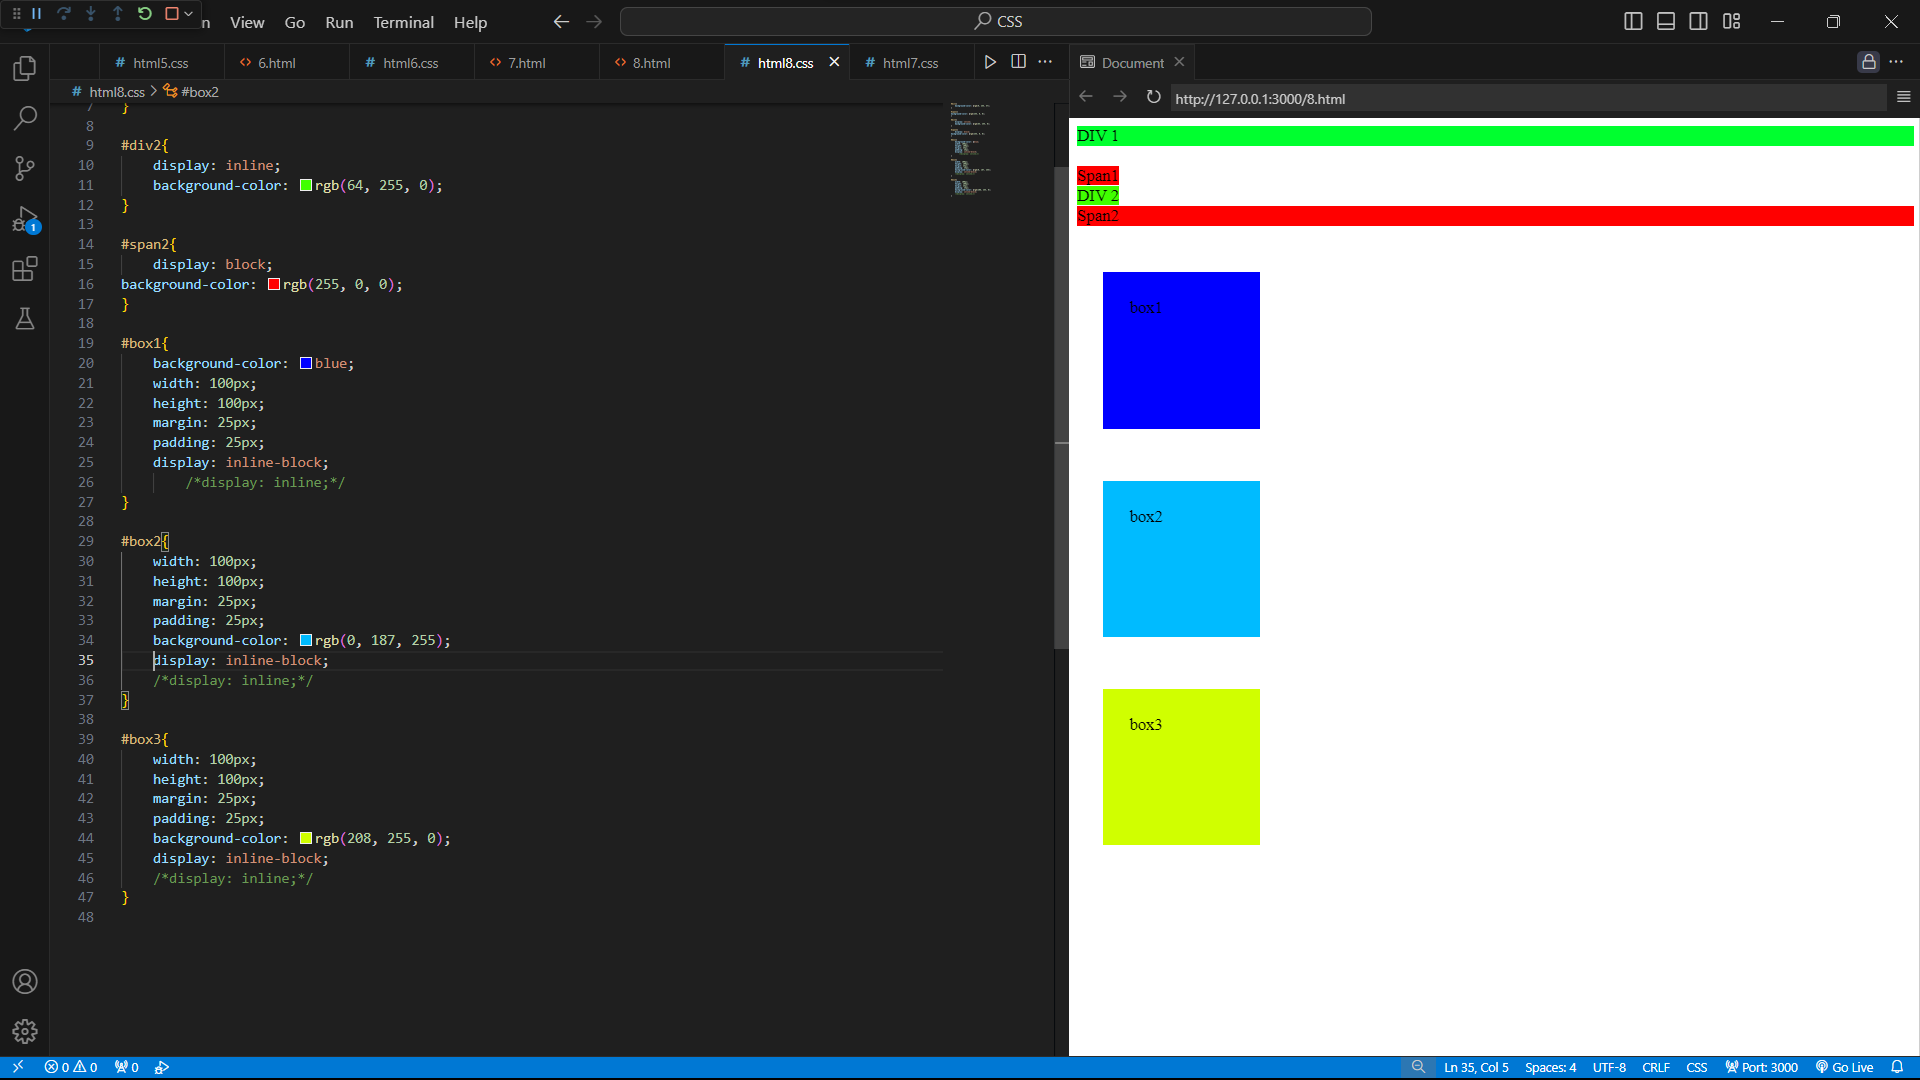 n View Go Run Terminal Help CSS
html5.css 6.html html6.css 7.html 8.html html8.css html7.css Document
html8.css > #box2
http://127.0.0.1:3000/8.html
7 }
8
9 #div2{
10 display: inline;
11 background-color: rgb(64, 255, 0);
12 }
13
14 #span2{
15 display: block;
16 background-color: rgb(255, 0, 0);
17 }
18
19 #box1{
20 background-color: blue;
21 width: 100px;
22 height: 100px;
23 margin: 25px;
24 padding: 25px;
25 display: inline-block;
26 /*display: inline;*/
27 }
28
29 #box2{
30 width: 100px;
31 height: 100px;
32 margin: 25px;
33 padding: 25px;
34 background-color: rgb(0, 187, 255);
35 display: inline-block;
36 /*display: inline;*/
37 }
38
39 #box3{
40 width: 100px;
41 height: 100px;
42 margin: 25px;
43 padding: 25px;
44 background-color: rgb(208, 255, 0);
45 display: inline-block;
46 /*display: inline;*/
47 }
48
DIV 1
Span1
DIV 2
Span2
box1
box2
box3
1
0 0 0 Ln 35, Col 5 Spaces: 4 UTF-8 CRLF CSS Port: 3000 Go Live